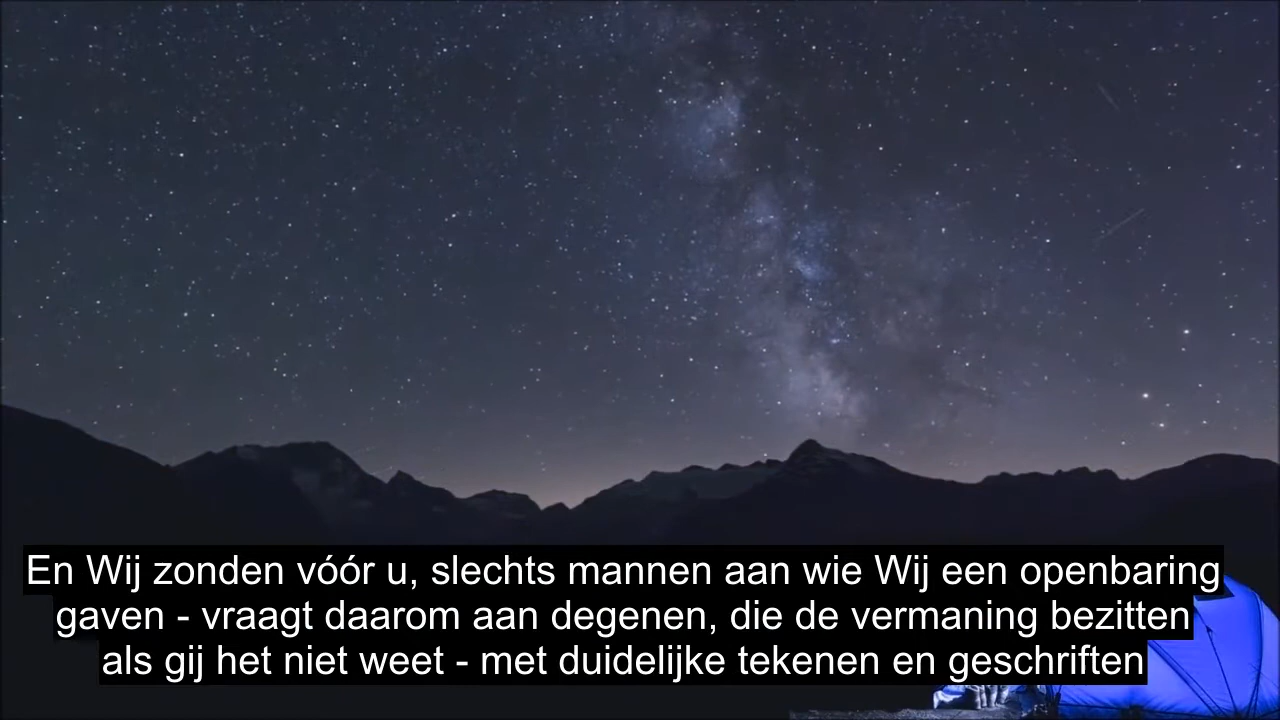 En Wij zonden vóór u, slechts mannen aan wie Wij een openbaring
gaven - vraagt daarom aan degenen, die de vermaning bezitten
als gij het niet weet - met duidelijke tekenen en geschriften